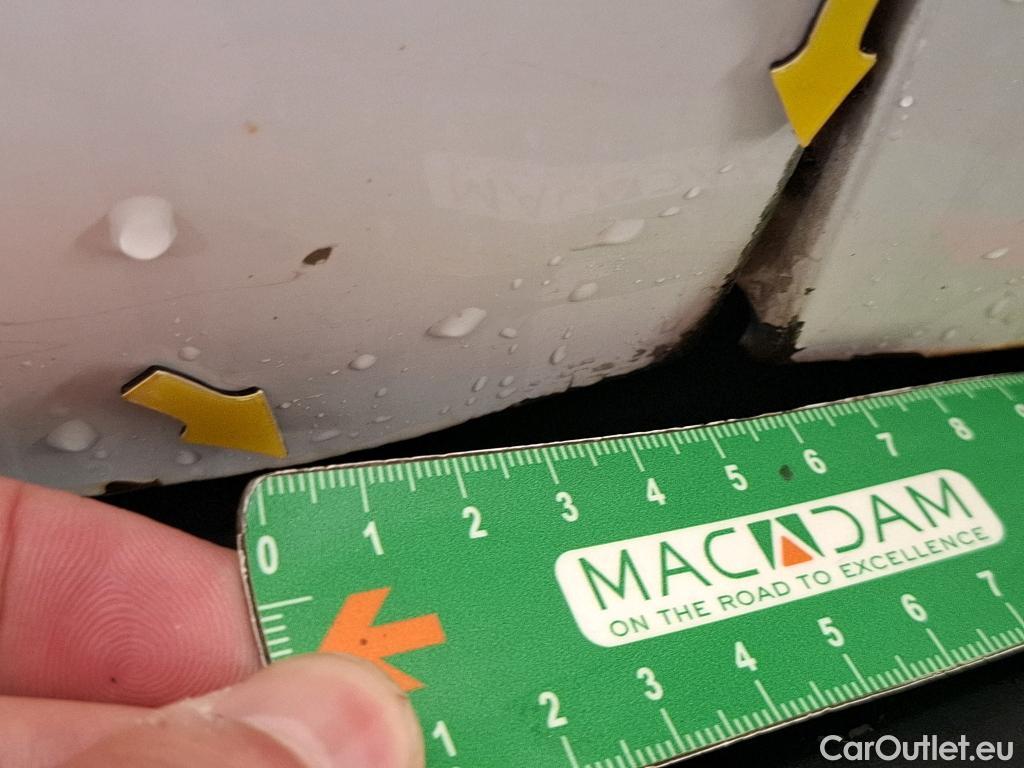 0 1 2 3 4 5 6 7 8 9
MACADAM
ON THE ROAD TO EXCELLENCE
1 2 3 4 5 6 7
CarOutlet.eu